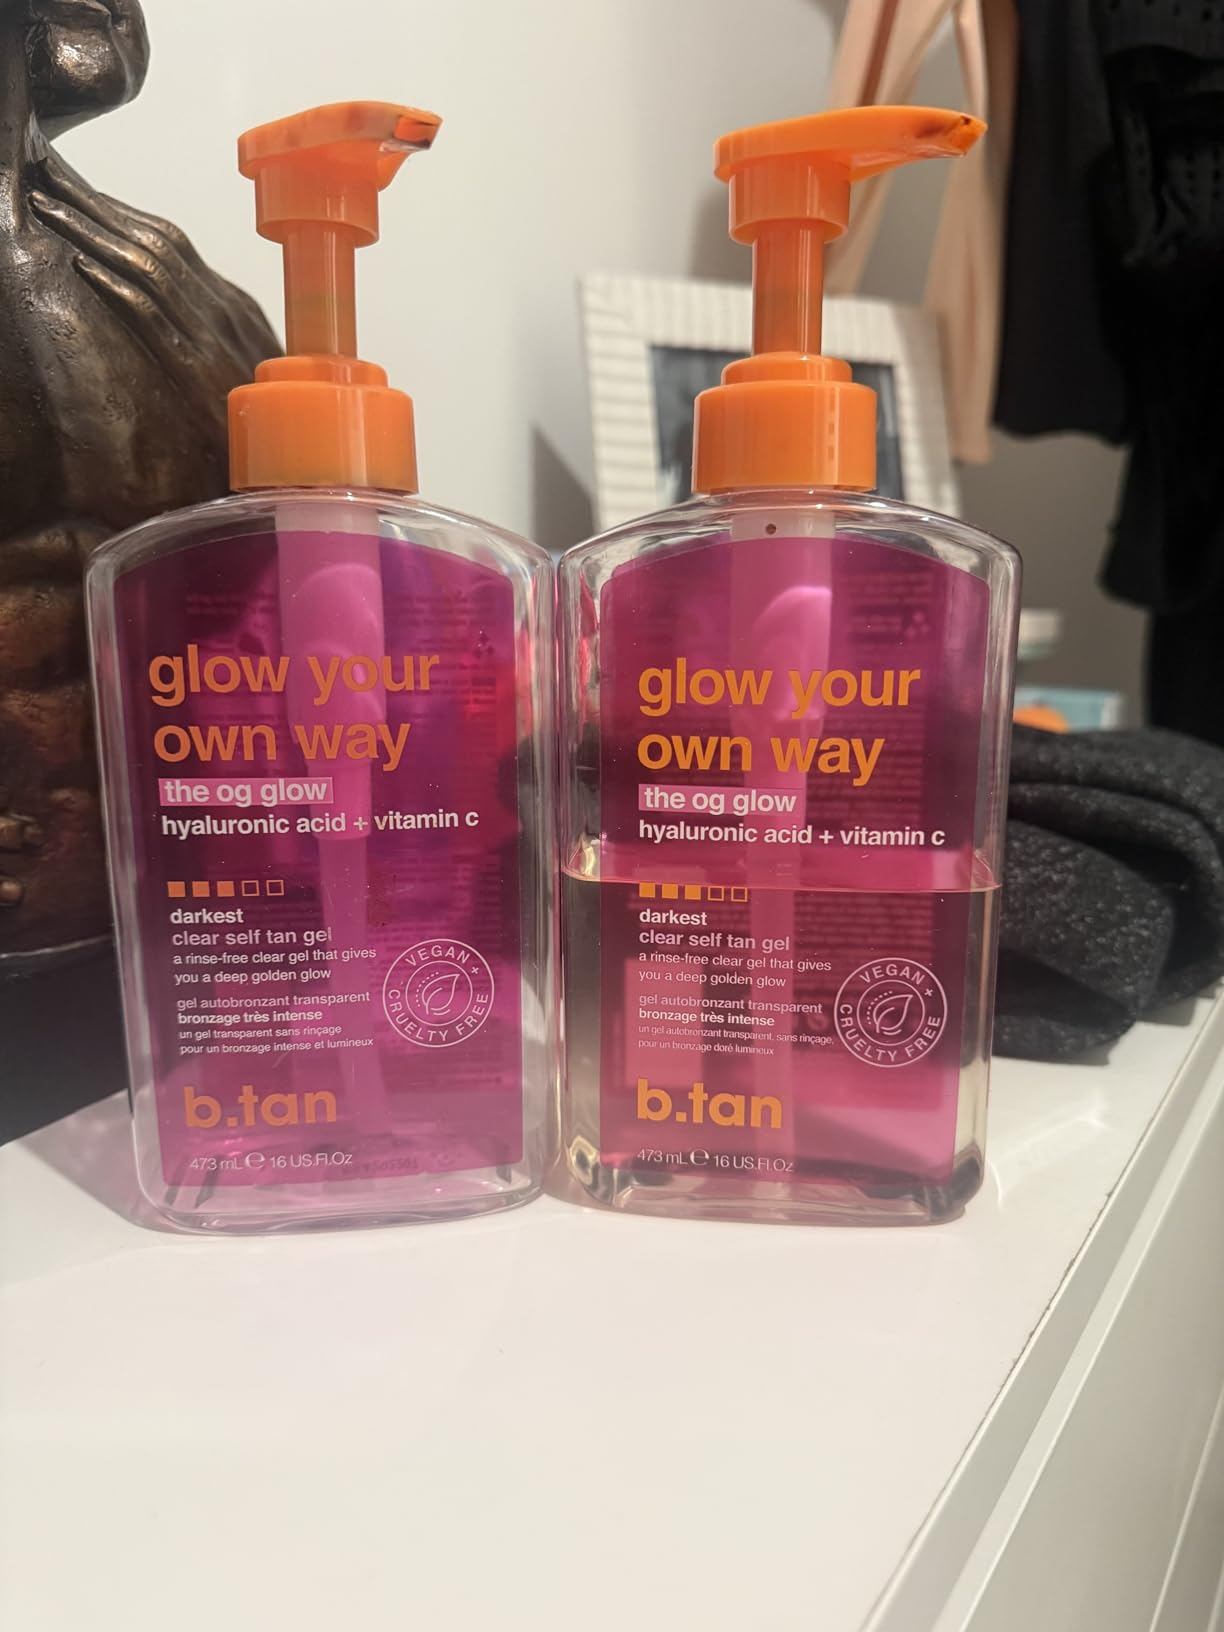 glow your
own way
the og glow
hyaluronic acid + vitamin c
darkest
clear self tan gel
a rinse-free clear gel that gives
you a deep golden glow
gel autobronzant transparent
bronzage très intense
un gel transparent sans rinçage
pour un bronzage intense et lumineux
VEGAN +
CRUELTY FREE
b.tan
473 mL ℮ 16 US.Fl.Oz
glow your
own way
the og glow
hyaluronic acid + vitamin c
darkest
clear self tan gel
a rinse-free clear gel that gives
you a deep golden glow
gel autobronzant transparent
bronzage très intense
un gel autobronzant transparent, sans rinçage,
pour un bronzage doré lumineux
VEGAN +
CRUELTY FREE
b.tan
473 mL ℮ 16 US.Fl.Oz